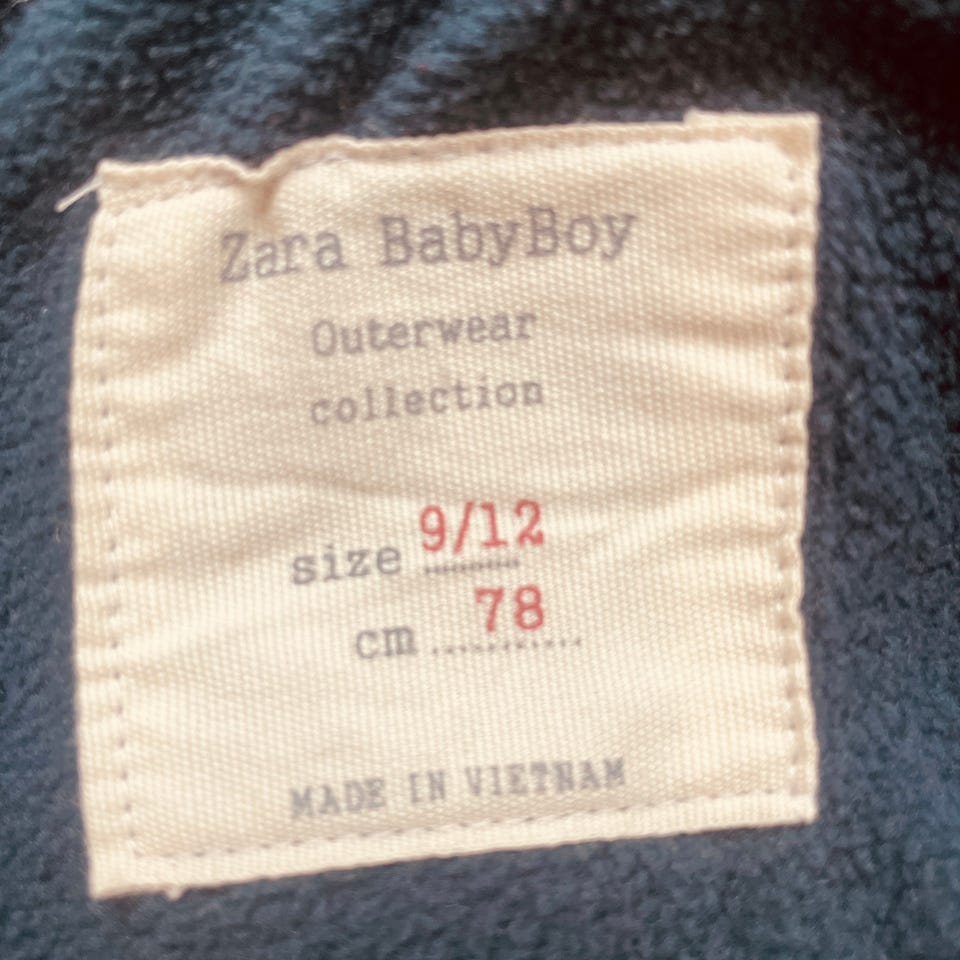 Zara BabyBoy
Outerwear
collection
size 9/12
cm 78
MADE IN VIETNAM